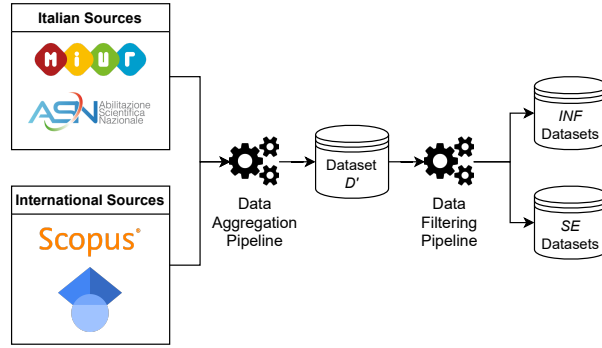 Italian Sources
MIUr
ASN Abilitazione
Scientifica
Nazionale
International Sources
Scopus®
Data
Aggregation
Pipeline
Dataset
D'
Data
Filtering
Pipeline
INF
Datasets
SE
Datasets